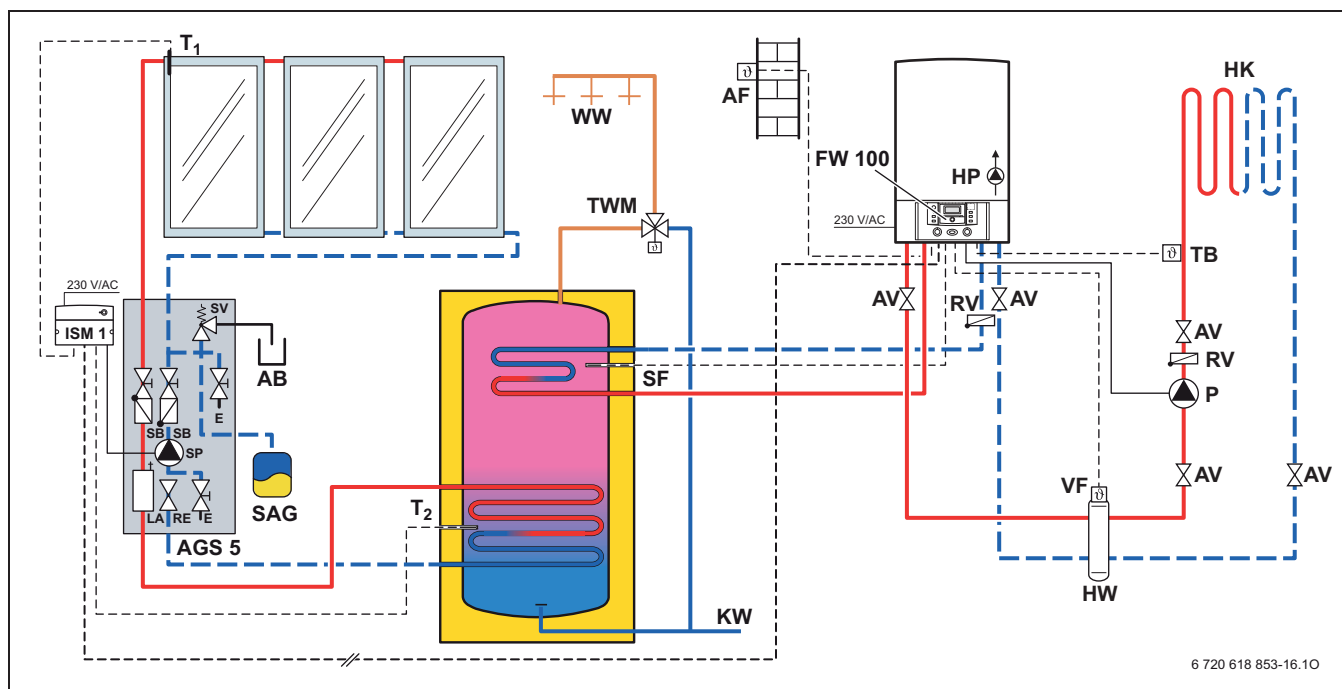 T1
WW
AF
HK
FW 100
HP
TWM
230 V/AC
TB
230 V/AC
ISM 1
SV
AB
AV
RV
AV
AV
RV
SF
P
E
SB
SB
SP
T2
SAG
VF
AV
AV
LA
RE
E
AGS 5
HW
KW
6 720 618 853-16.1O